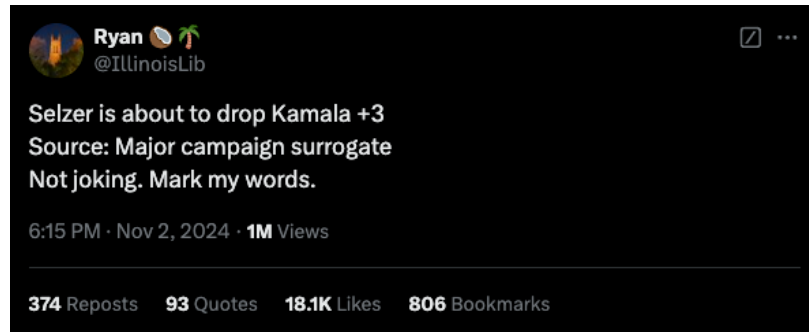 Ryan 🥥🌴
@IllinoisLib
Selzer is about to drop Kamala +3
Source: Major campaign surrogate
Not joking. Mark my words.
6:15 PM · Nov 2, 2024 · 1M Views
374 Reposts 93 Quotes 18.1K Likes 806 Bookmarks